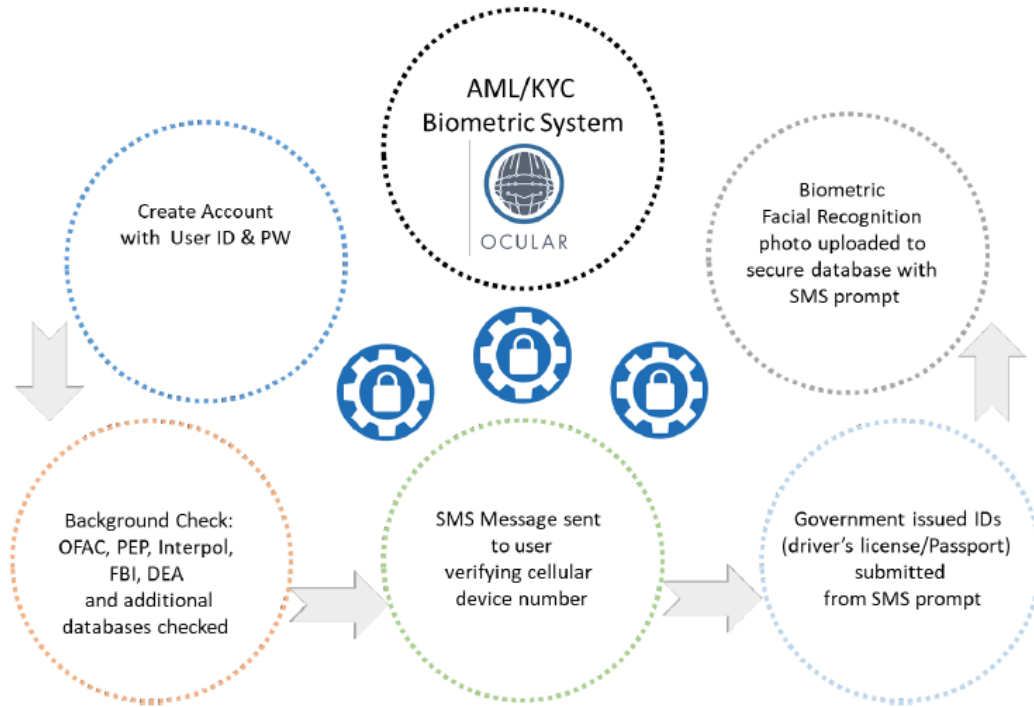 AML/KYC
Biometric System
OCULAR
Create Account
with User ID & PW
Background Check:
OFAC, PEP, Interpol,
FBI, DEA
and additional
databases checked
SMS Message sent
to user
verifying cellular
device number
Government issued IDs
(driver's license/Passport)
submitted
from SMS prompt
Biometric
Facial Recognition
photo uploaded to
secure database with
SMS prompt